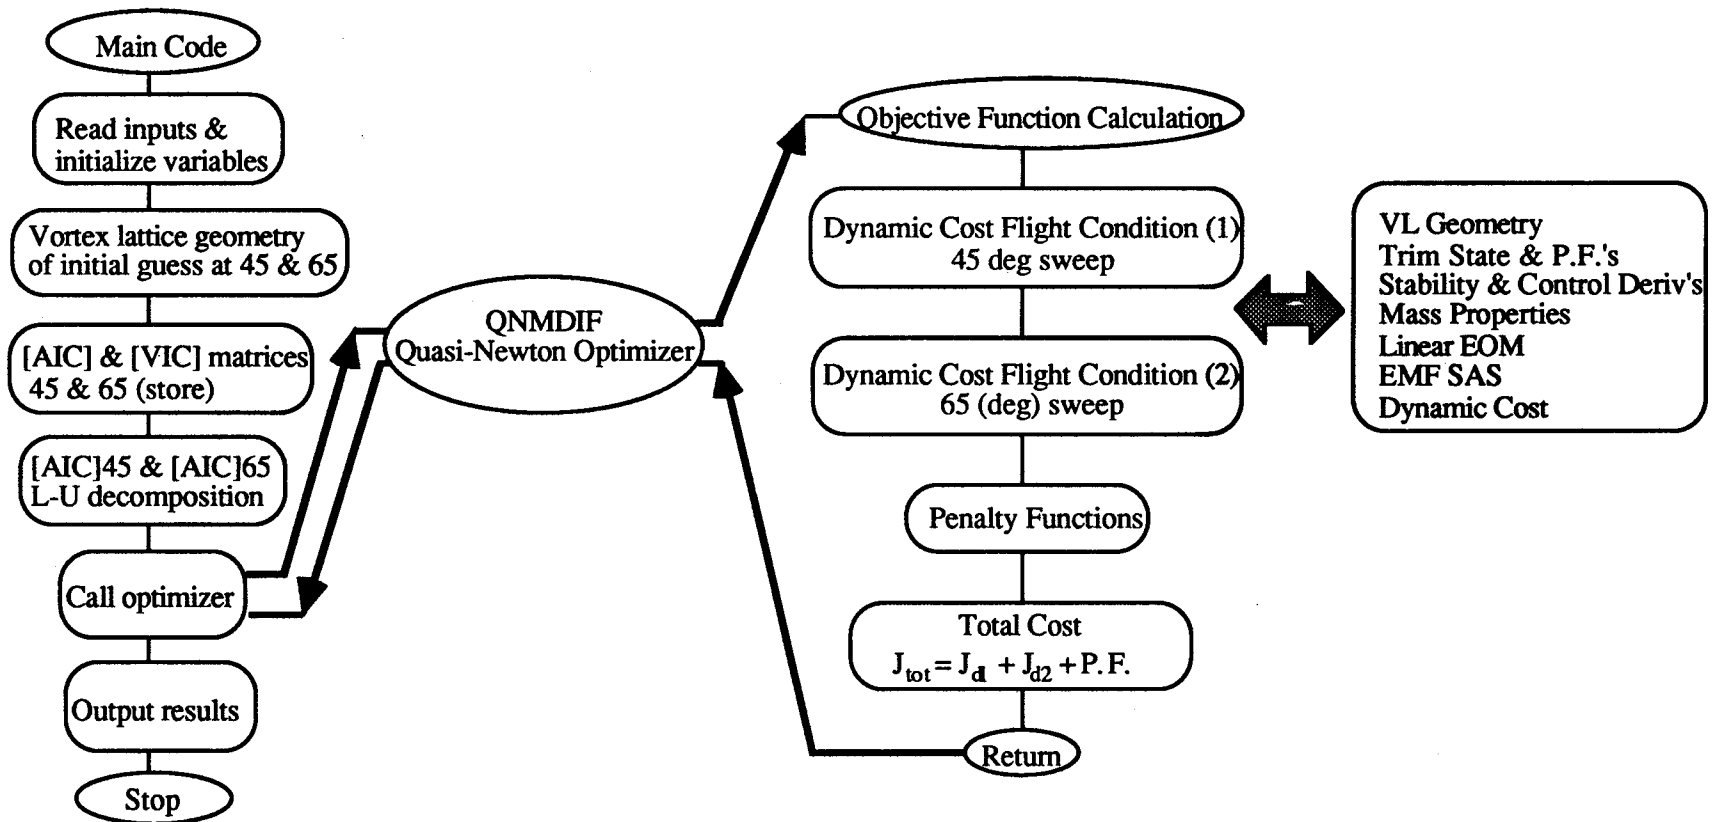 Main Code
Read inputs &
initialize variables
Vortex lattice geometry
of initial guess at 45 & 65
[AIC] & [VIC] matrices
45 & 65 (store)
[AIC]45 & [AIC]65
L-U decomposition
Call optimizer
Output results
Stop
QNMDIF
Quasi-Newton Optimizer
Objective Function Calculation
Dynamic Cost Flight Condition (1)
45 deg sweep
Dynamic Cost Flight Condition (2)
65 (deg) sweep
Penalty Functions
Total Cost
J_tot = J_d1 + J_d2 + P.F.
Return
VL Geometry
Trim State & P.F.'s
Stability & Control Deriv's
Mass Properties
Linear EOM
EMF SAS
Dynamic Cost